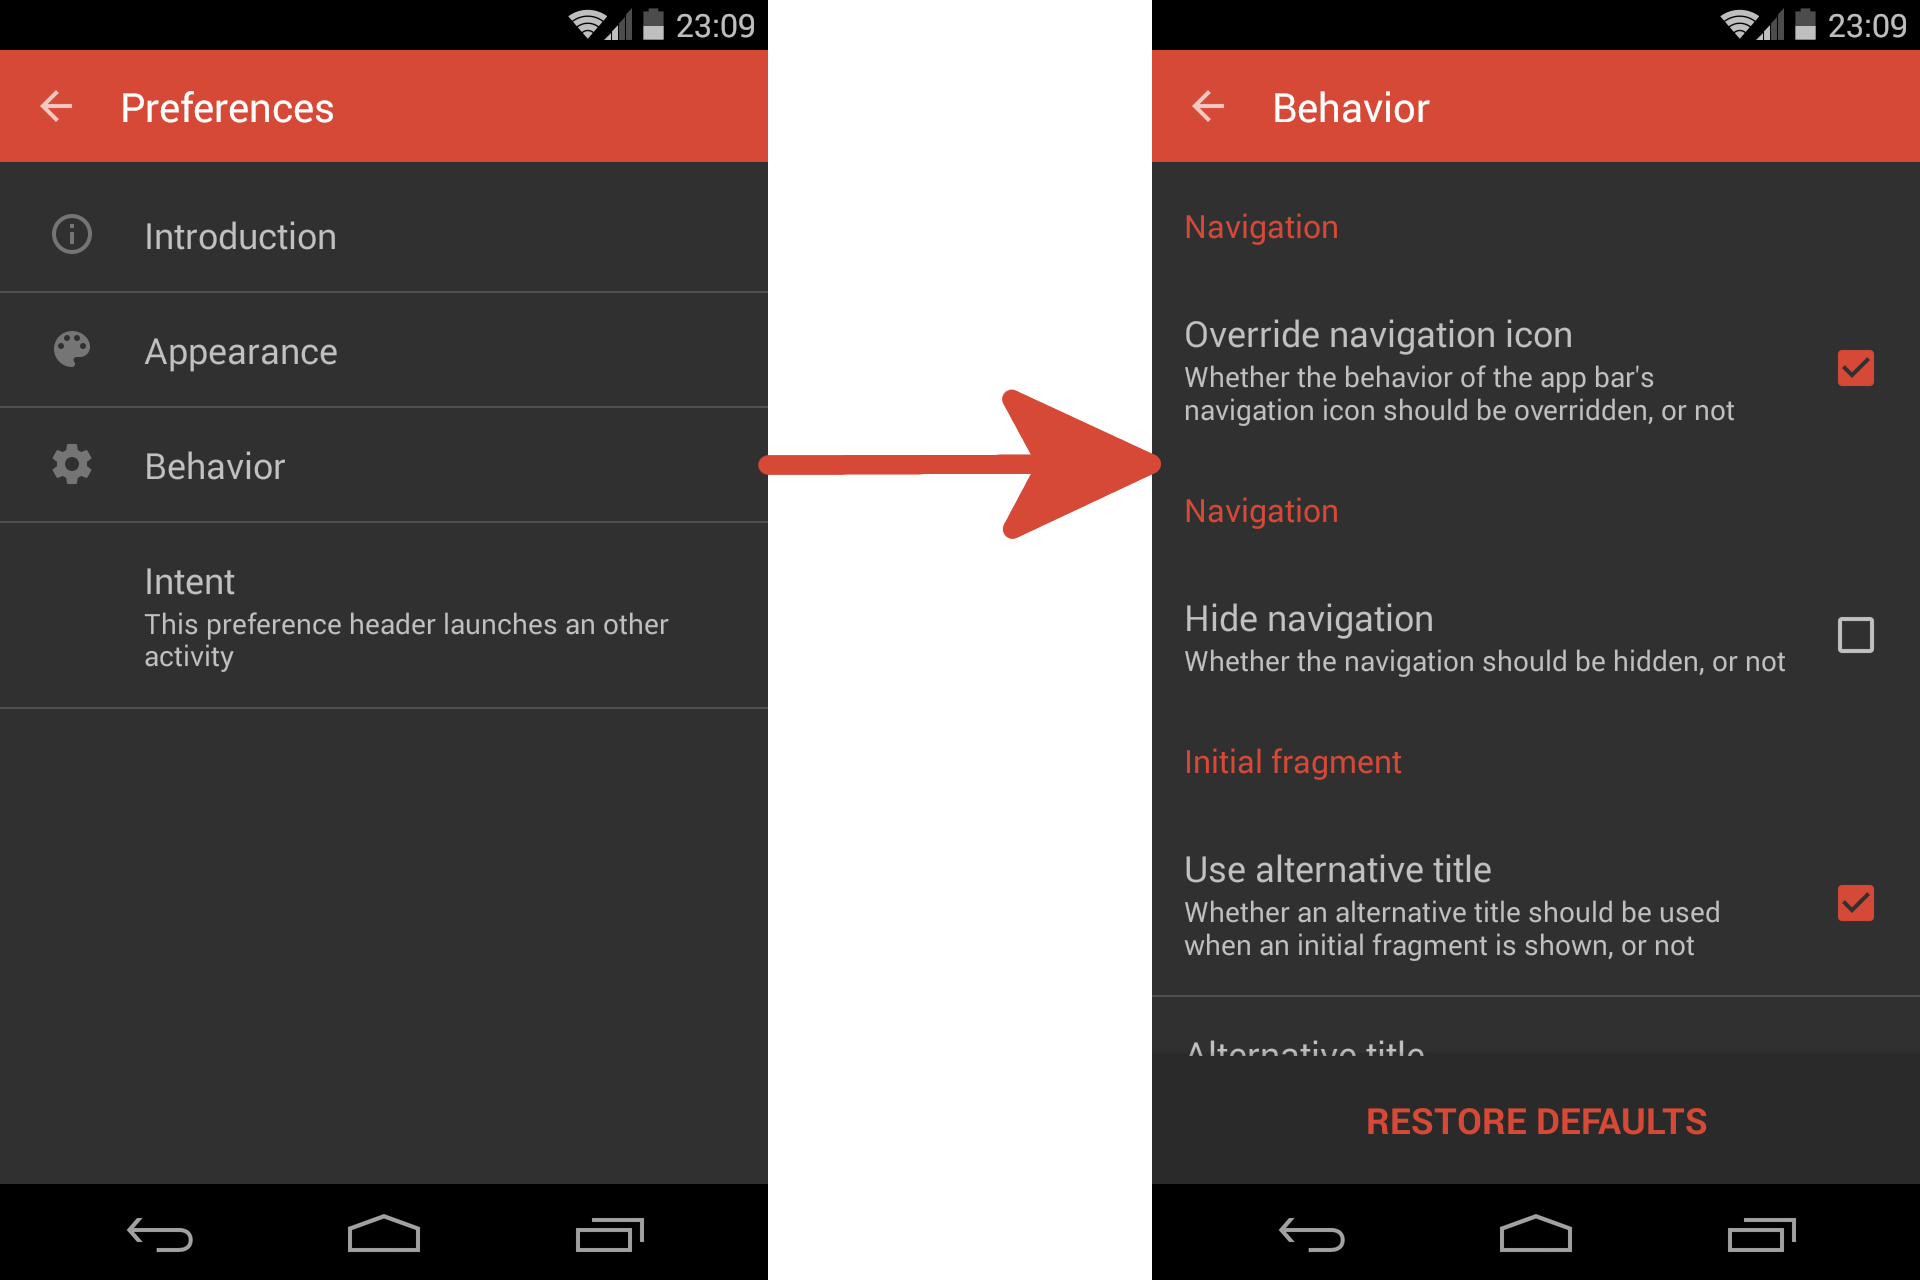 23:09
Preferences
Introduction
Appearance
Behavior
Intent
This preference header launches an other
activity
23:09
Behavior
Navigation
Override navigation icon
Whether the behavior of the app bar's
navigation icon should be overridden, or not
Navigation
Hide navigation
Whether the navigation should be hidden, or not
Initial fragment
Use alternative title
Whether an alternative title should be used
when an initial fragment is shown, or not
Alternative title
RESTORE DEFAULTS